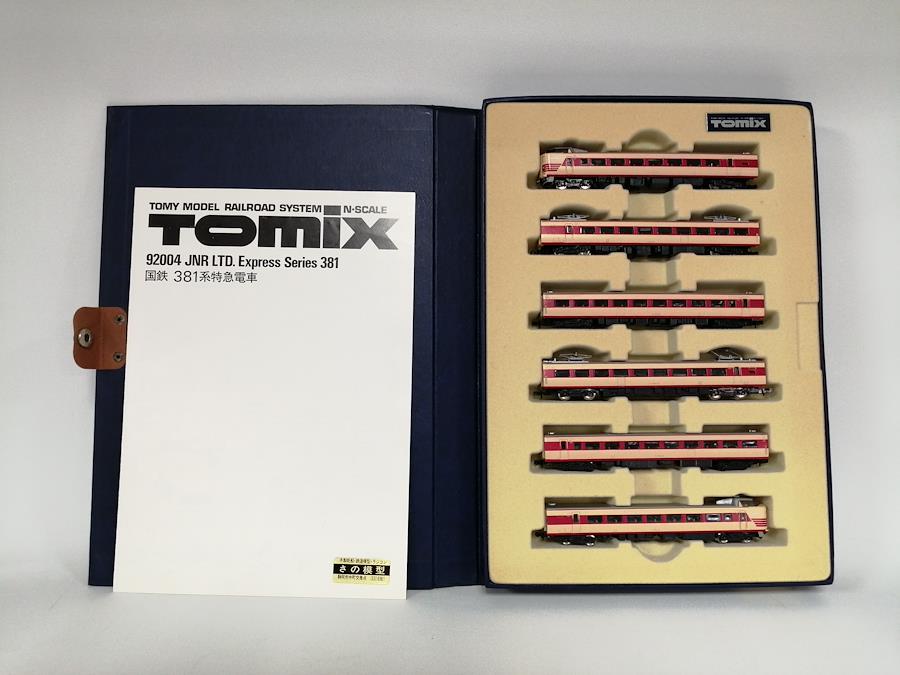 TOMY MODEL RAILROAD SYSTEM N-SCALE
TOMIX
92004 JNR LTD. Express Series 381
国鉄 381系特急電車
さの模型
TOMIX